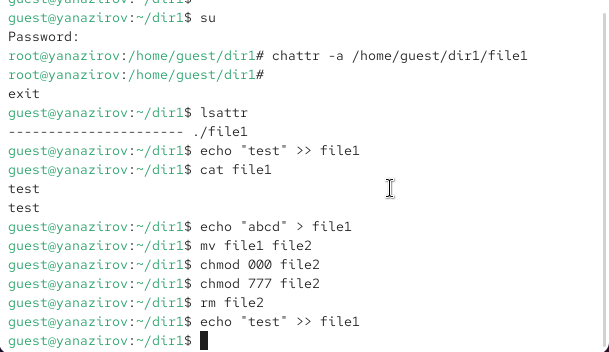 guest@yanazirov:~/dir1$ su
Password:
root@yanazirov:/home/guest/dir1# chattr -a /home/guest/dir1/file1
root@yanazirov:/home/guest/dir1#
exit
guest@yanazirov:~/dir1$ lsattr
---------------------- ./file1
guest@yanazirov:~/dir1$ echo "test" >> file1
guest@yanazirov:~/dir1$ cat file1
test
test
guest@yanazirov:~/dir1$ echo "abcd" > file1
guest@yanazirov:~/dir1$ mv file1 file2
guest@yanazirov:~/dir1$ chmod 000 file2
guest@yanazirov:~/dir1$ chmod 777 file2
guest@yanazirov:~/dir1$ rm file2
guest@yanazirov:~/dir1$ echo "test" >> file1
guest@yanazirov:~/dir1$